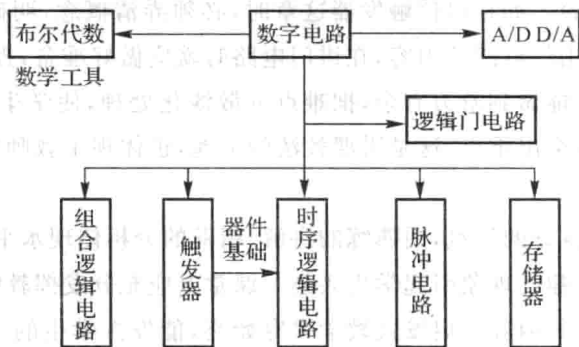 布尔代数
数字电路
A/D D/A
数学工具
逻辑门电路
组合逻辑电路
触发器
器件
基础
时序逻辑电路
脉冲电路
存储器